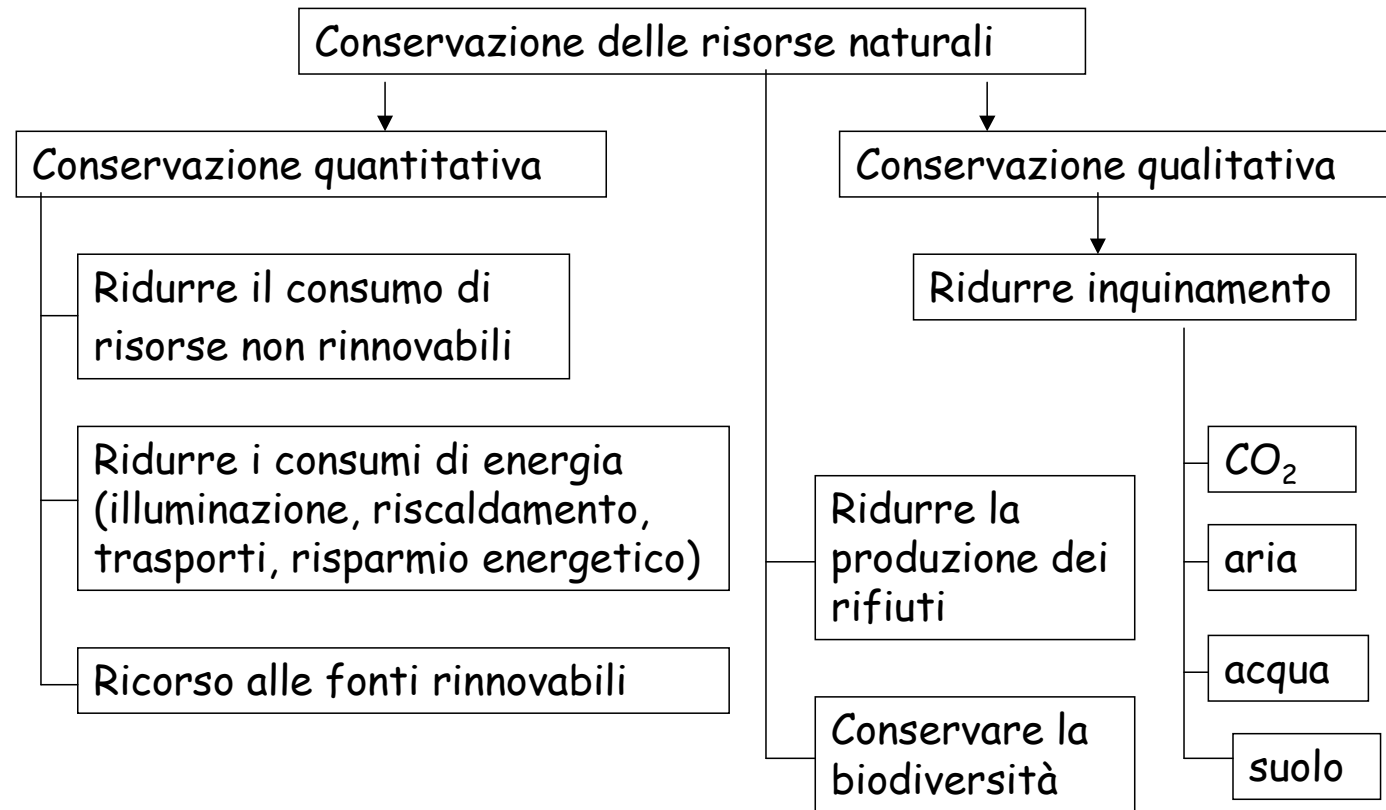 Conservazione delle risorse naturali
Conservazione quantitativa
Ridurre il consumo di
risorse non rinnovabili
Ridurre i consumi di energia
(illuminazione, riscaldamento,
trasporti, risparmio energetico)
Ricorso alle fonti rinnovabili
Ridurre la
produzione dei
rifiuti
Conservare la
biodiversità
Conservazione qualitativa
Ridurre inquinamento
CO₂
aria
acqua
suolo